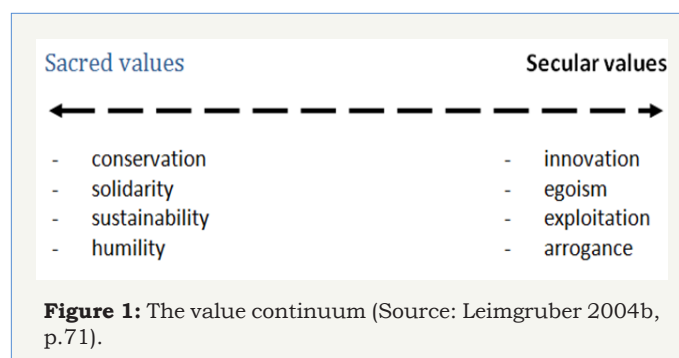 Sacred values Secular values
- conservation - innovation
- solidarity - egoism
- sustainability - exploitation
- humility - arrogance
Figure 1: The value continuum (Source: Leimgruber 2004b,
p.71).